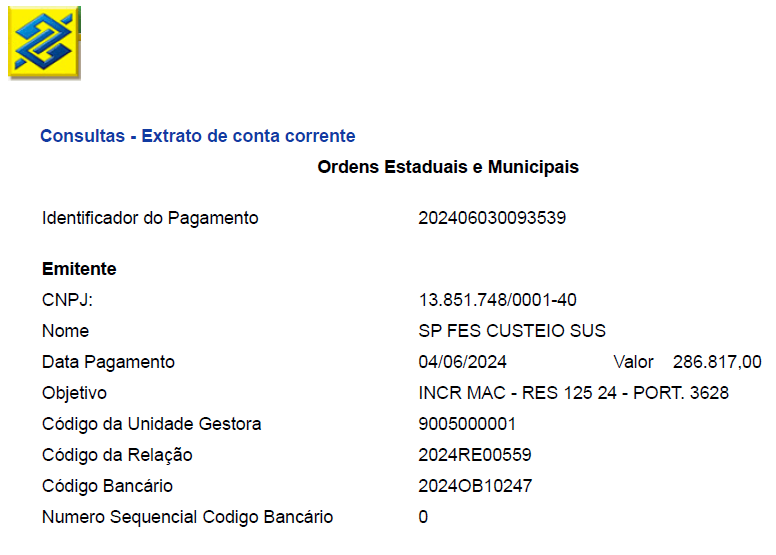 Consultas - Extrato de conta corrente
Ordens Estaduais e Municipais
Identificador do Pagamento 202406030093539
Emitente
CNPJ: 13.851.748/0001-40
Nome SP FES CUSTEIO SUS
Data Pagamento 04/06/2024 Valor 286.817,00
Objetivo INCR MAC - RES 125 24 - PORT. 3628
Código da Unidade Gestora 9005000001
Código da Relação 2024RE00559
Código Bancário 2024OB10247
Numero Sequencial Codigo Bancário 0